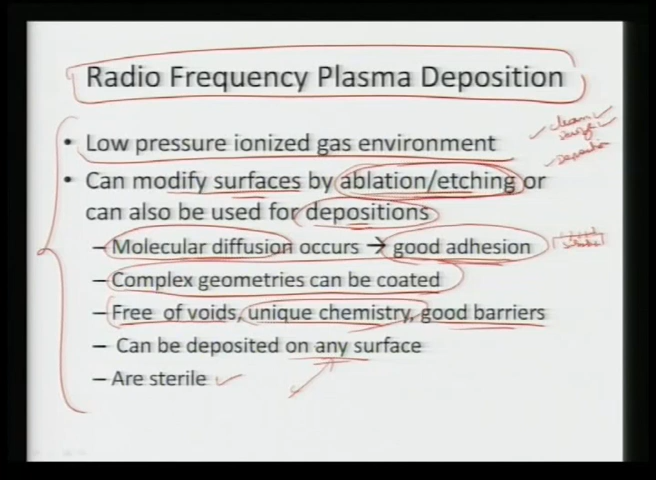 Radio Frequency Plasma Deposition
• Low pressure ionized gas environment
• Can modify surfaces by ablation/etching or
can also be used for depositions
– Molecular diffusion occurs → good adhesion
– Complex geometries can be coated
– Free of voids, unique chemistry, good barriers
– Can be deposited on any surface
– Are sterile
clean
Deposition